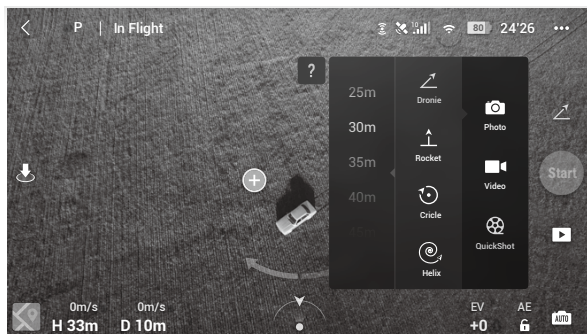 P | In Flight
10
80
24'26
?
25m
30m
35m
40m
Dronie
Rocket
Cricle
Helix
Photo
Video
QuickShot
Start
0m/s
0m/s
H 33m
D 10m
EV
+0
AE
AUTO